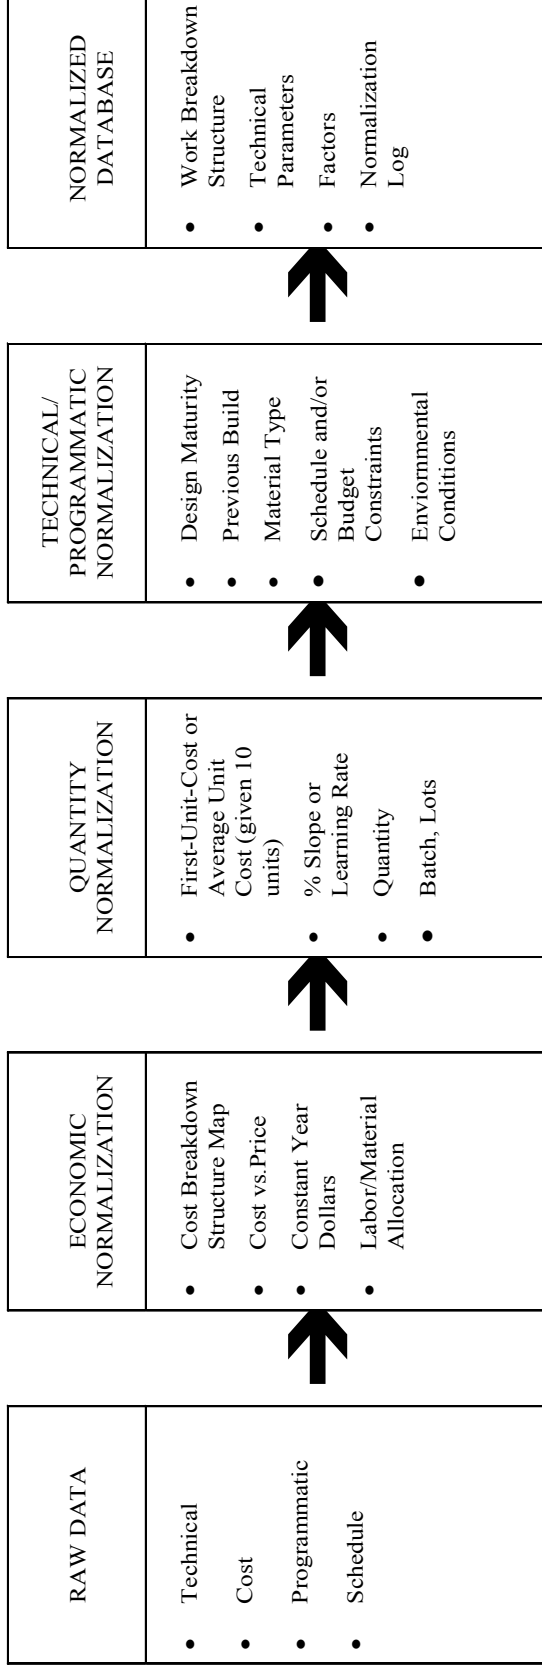 RAW DATA
• Technical
• Cost
• Programmatic
• Schedule
ECONOMIC
NORMALIZATION
• Cost Breakdown
Structure Map
• Cost vs.Price
• Constant Year
Dollars
• Labor/Material
Allocation
QUANTITY
NORMALIZATION
• First-Unit-Cost or
Average Unit
Cost (given 10
units)
• % Slope or
Learning Rate
• Quantity
• Batch, Lots
TECHNICAL/
PROGRAMMATIC
NORMALIZATION
• Design Maturity
• Previous Build
• Material Type
• Schedule and/or
Budget
Constraints
• Enviornmental
Conditions
NORMALIZED
DATABASE
• Work Breakdown
Structure
• Technical
Parameters
• Factors
• Normalization
Log